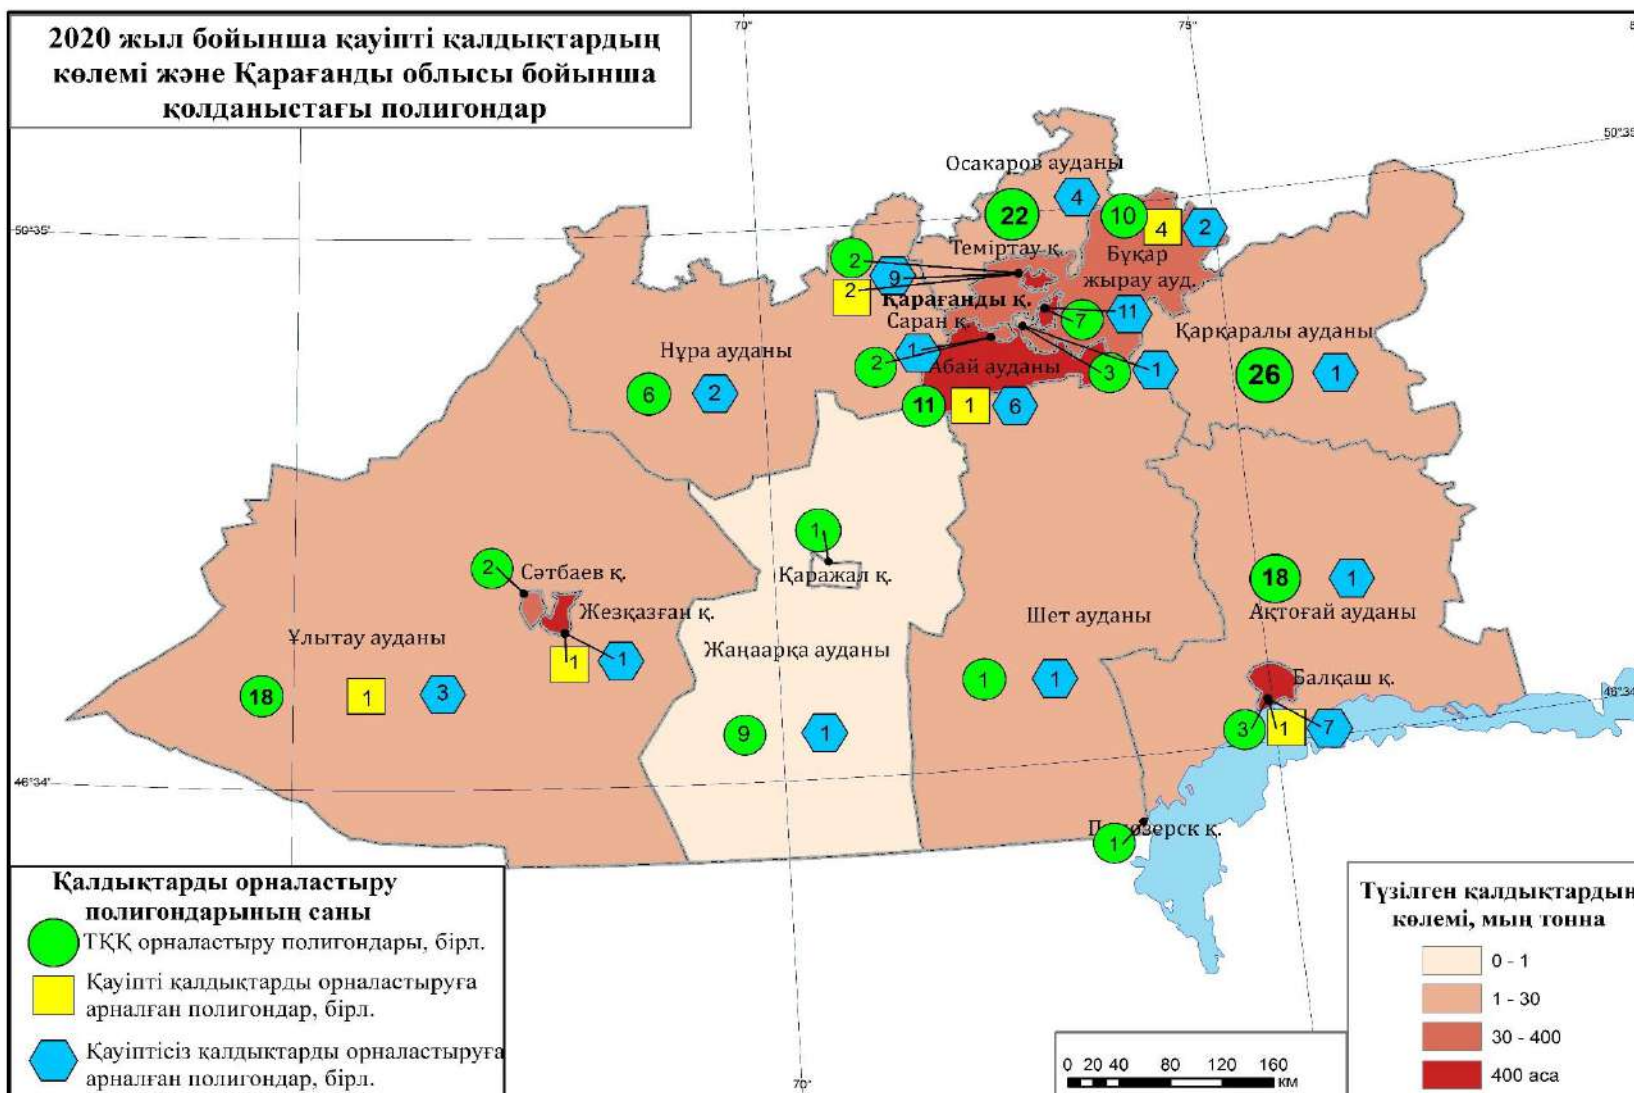 2020 жыл бойынша қауіпті қалдықтардың
көлемі және Қарағанды облысы бойынша
қолданыстағы полигондар
70°
75°
50°35
50°35'
Осакаров ауданы
4
22
10
4
2
Теміртау қ.
Бұқар
жырау ауд.
2
9
2
Қарағанды қ.
7
11
Саран қ.
Қарқаралы ауданы
Нұра ауданы
1
2
Абай ауданы
3
1
26
1
6
2
11
1
6
1
Қаражал қ.
2
Сәтбаев қ.
18
1
Жезқазған қ.
Шет ауданы
Ақтоғай ауданы
Ұлытау ауданы
Жаңаарқа ауданы
1
1
18
1
3
1
1
Балқаш қ.
46°34
9
1
3
1
7
46°34'
1
қ.
Қалдықтарды орналастыру
полигондарының саны
ТҚҚ орналастыру полигондары, бірл.
Қауіпті қалдықтарды орналастыруға
арналған полигондар, бірл.
Қауіптісіз қалдықтарды орналастыруға
арналған полигондар, бірл.
Түзілген қалдықтардың
көлемі, мың тонна
0 - 1
1 - 30
30 - 400
400 аса
0 20 40 80 120 160
км
70°